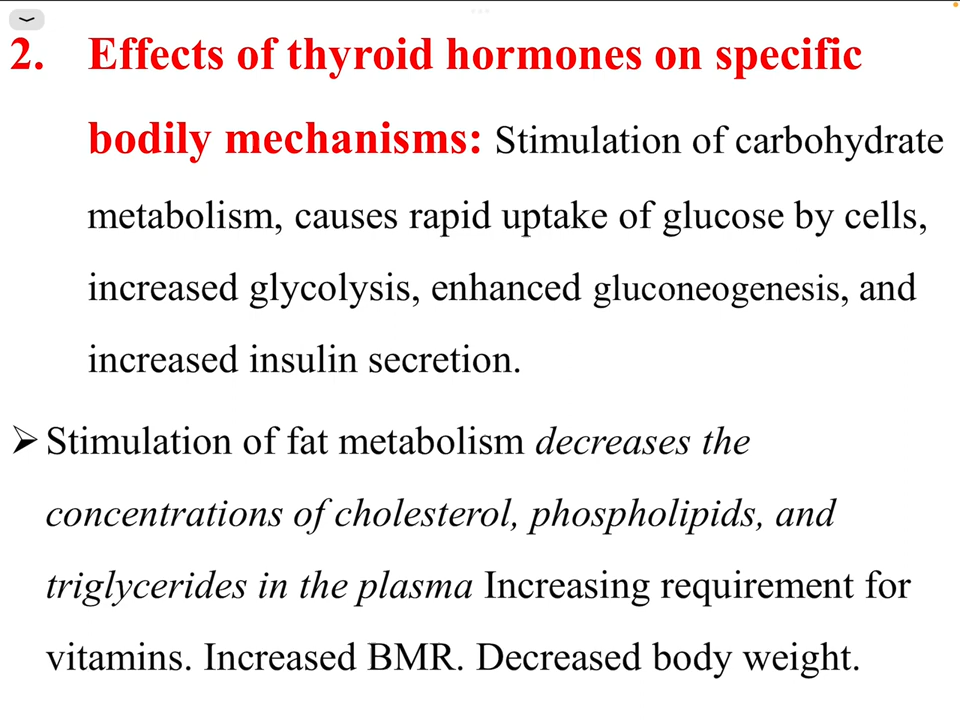 2. Effects of thyroid hormones on specific
bodily mechanisms: Stimulation of carbohydrate
metabolism, causes rapid uptake of glucose by cells,
increased glycolysis, enhanced gluconeogenesis, and
increased insulin secretion.
➢ Stimulation of fat metabolism decreases the
concentrations of cholesterol, phospholipids, and
triglycerides in the plasma Increasing requirement for
vitamins. Increased BMR. Decreased body weight.